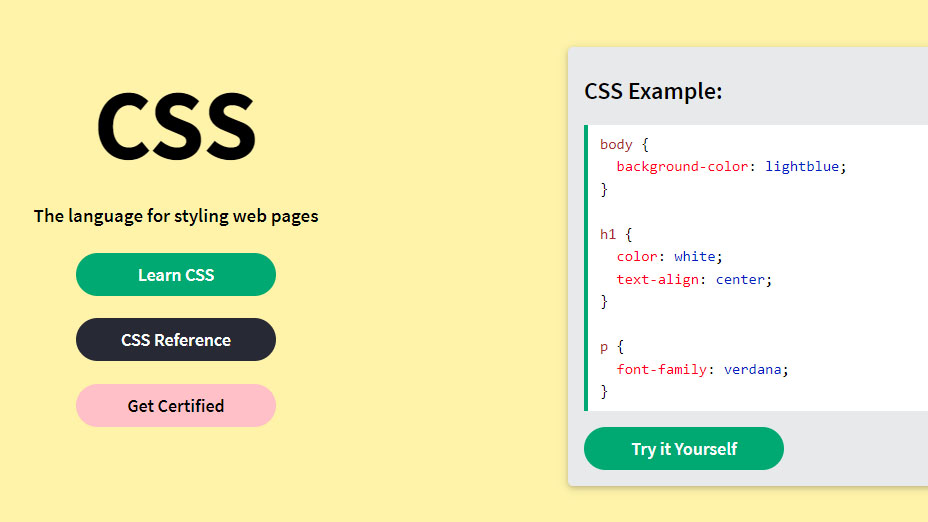 CSS
The language for styling web pages
Learn CSS
CSS Reference
Get Certified
CSS Example:
body {
  background-color: lightblue;
}
h1 {
  color: white;
  text-align: center;
}
p {
  font-family: verdana;
}
Try it Yourself